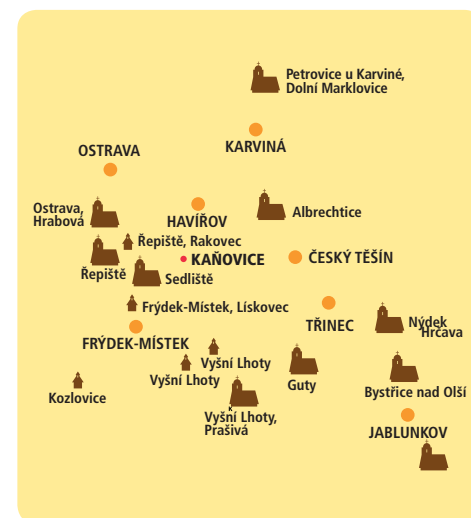 Petrovice u Karviné,
Dolní Marklovice
KARVINÁ
OSTRAVA
Ostrava,
Hrabová
HAVÍŘOV
Albrechtice
Řepiště, Rakovec
KAŇOVICE
ČESKÝ TĚŠÍN
Řepiště
Sedliště
Frýdek-Místek, Lískovec
TŘINEC
Nýdek
Hrčava
FRÝDEK-MÍSTEK
Vyšní Lhoty
Vyšní Lhoty
Guty
Bystřice nad Olší
Kozlovice
Vyšní Lhoty,
Prašivá
JABLUNKOV